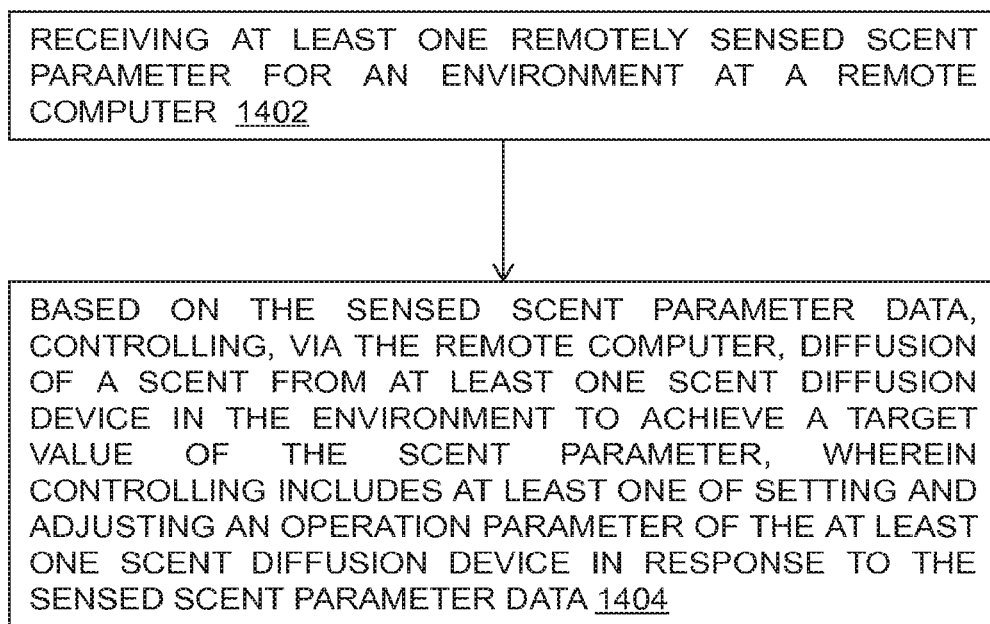 RECEIVING AT LEAST ONE REMOTELY SENSED SCENT
PARAMETER FOR AN ENVIRONMENT AT A REMOTE
COMPUTER 1402
BASED ON THE SENSED SCENT PARAMETER DATA,
CONTROLLING, VIA THE REMOTE COMPUTER, DIFFUSION
OF A SCENT FROM AT LEAST ONE SCENT DIFFUSION
DEVICE IN THE ENVIRONMENT TO ACHIEVE A TARGET
VALUE OF THE SCENT PARAMETER, WHEREIN
CONTROLLING INCLUDES AT LEAST ONE OF SETTING AND
ADJUSTING AN OPERATION PARAMETER OF THE AT LEAST
ONE SCENT DIFFUSION DEVICE IN RESPONSE TO THE
SENSED SCENT PARAMETER DATA 1404